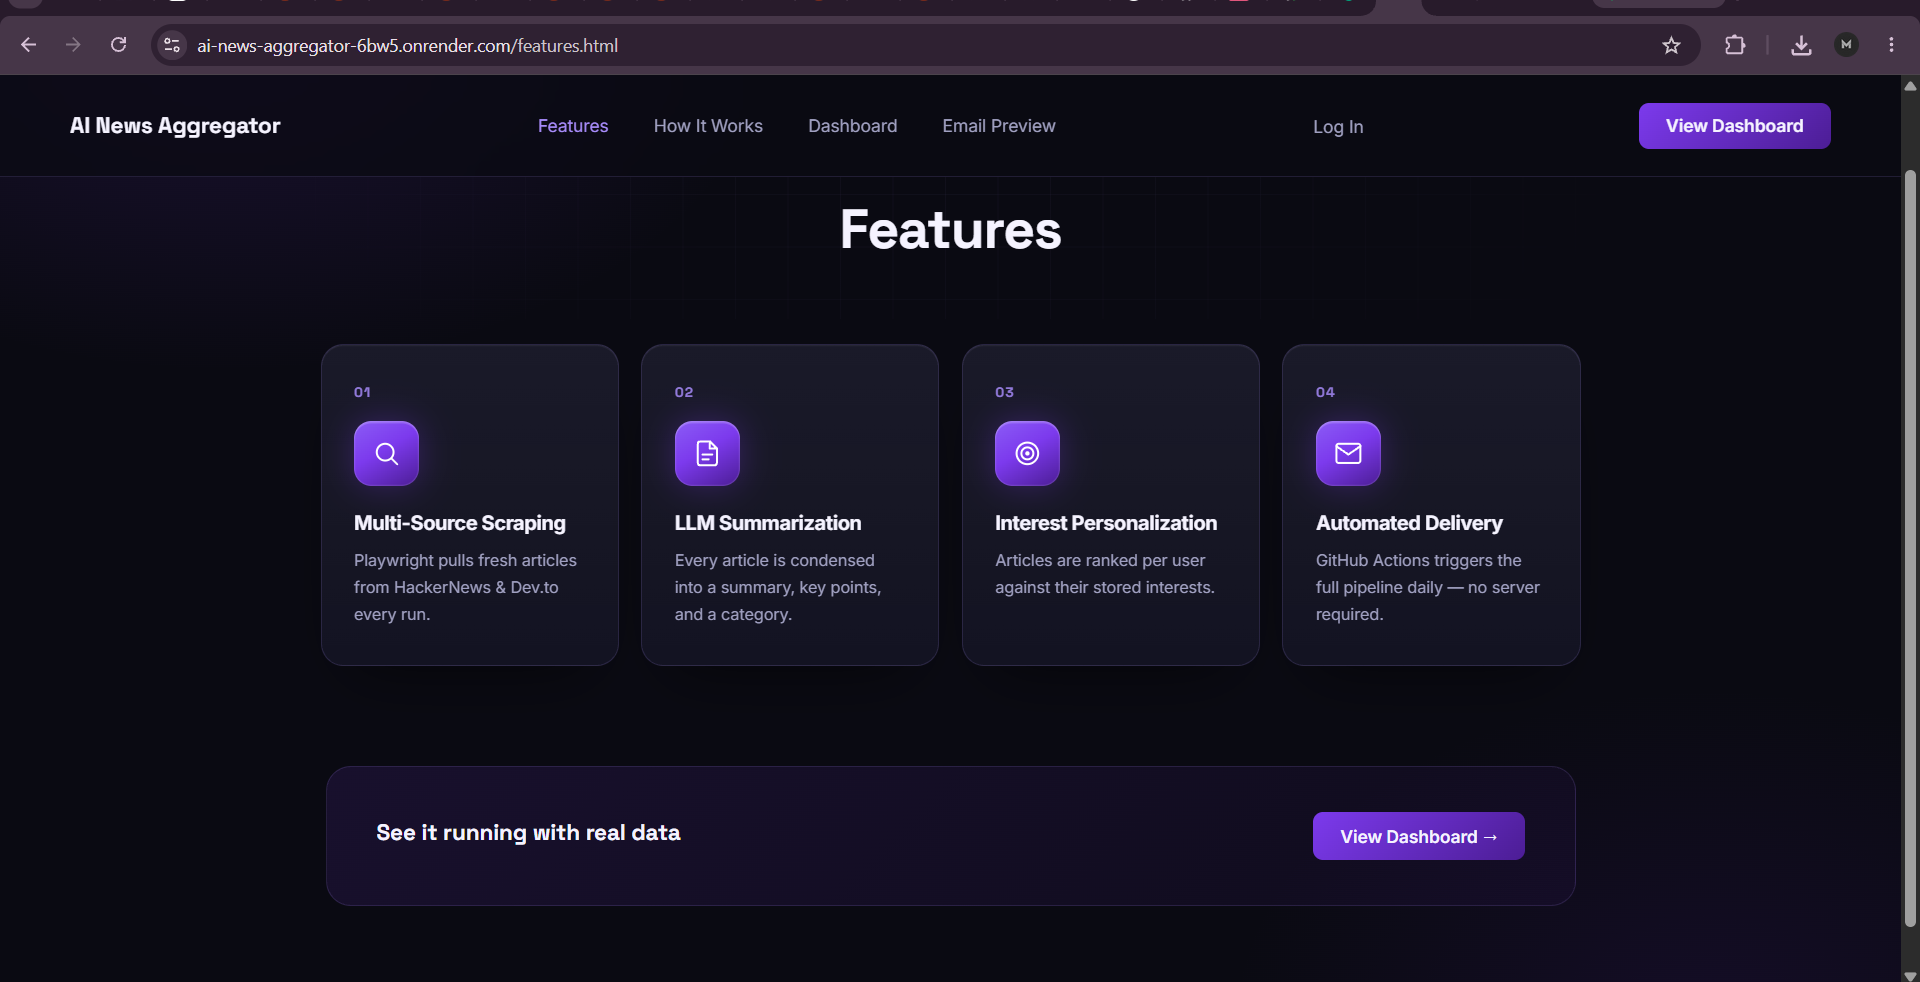 ai-news-aggregator-6bw5.onrender.com/features.html
M
AI News Aggregator
Features
How It Works
Dashboard
Email Preview
Log In
View Dashboard
Features
01
Multi-Source Scraping
Playwright pulls fresh articles
from HackerNews & Dev.to
every run.
02
LLM Summarization
Every article is condensed
into a summary, key points,
and a category.
03
Interest Personalization
Articles are ranked per user
against their stored interests.
04
Automated Delivery
GitHub Actions triggers the
full pipeline daily — no server
required.
See it running with real data
View Dashboard →